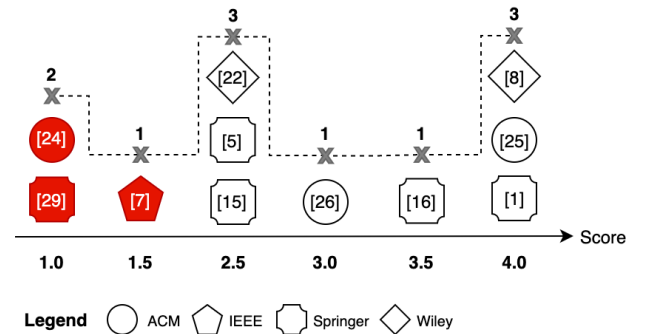 2 3 3
[22] [8]
1 1 1
[24] [5] [25]
[29] [7] [15] [26] [16] [1]
Score
1.0 1.5 2.5 3.0 3.5 4.0
Legend ACM IEEE Springer Wiley